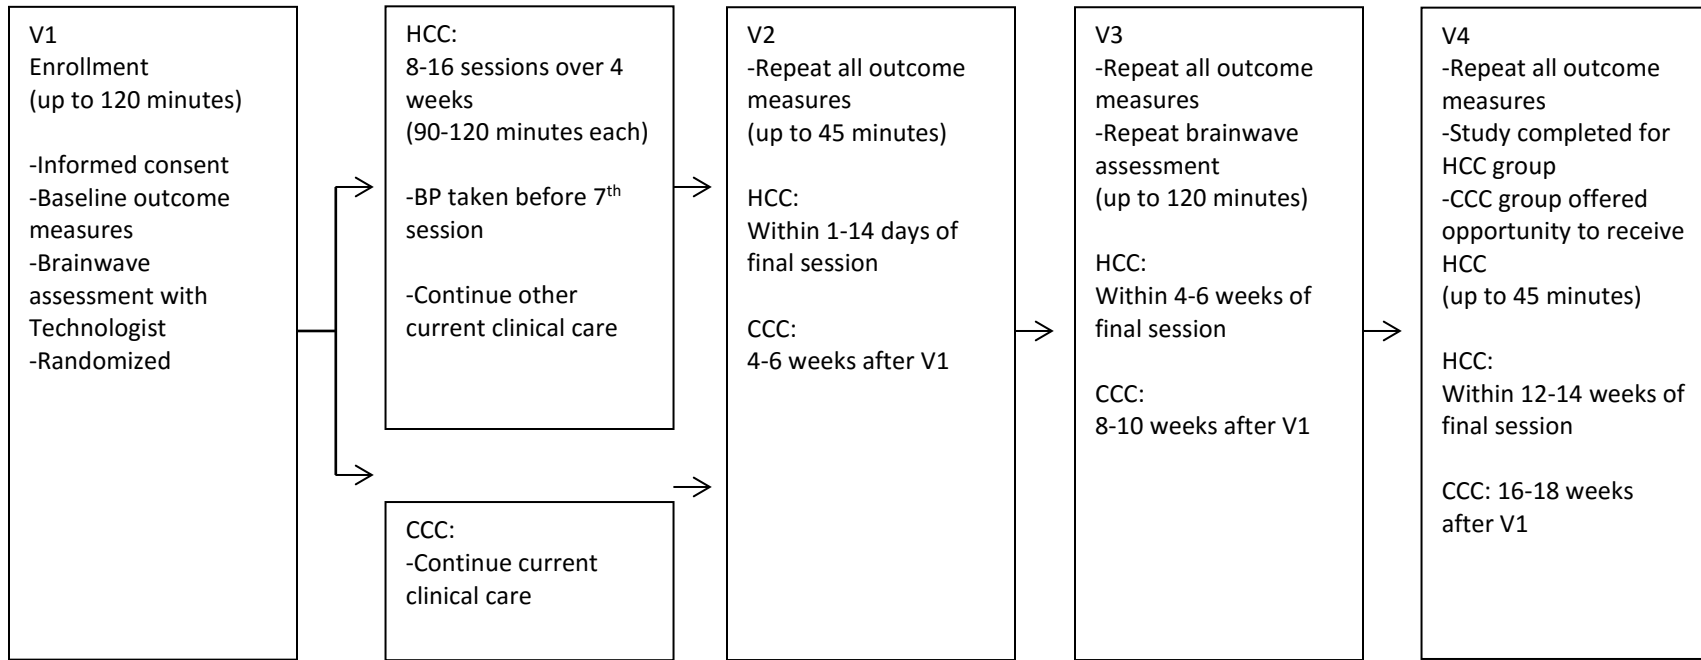 V1
Enrollment
(up to 120 minutes)
-Informed consent
-Baseline outcome
measures
-Brainwave
assessment with
Technologist
-Randomized
HCC:
8-16 sessions over 4
weeks
(90-120 minutes each)
-BP taken before 7th
session
-Continue other
current clinical care
CCC:
-Continue current
clinical care
V2
-Repeat all outcome
measures
(up to 45 minutes)
HCC:
Within 1-14 days of
final session
CCC:
4-6 weeks after V1
V3
-Repeat all outcome
measures
-Repeat brainwave
assessment
(up to 120 minutes)
HCC:
Within 4-6 weeks of
final session
CCC:
8-10 weeks after V1
V4
-Repeat all outcome
measures
-Study completed for
HCC group
-CCC group offered
opportunity to receive
HCC
(up to 45 minutes)
HCC:
Within 12-14 weeks of
final session
CCC: 16-18 weeks
after V1